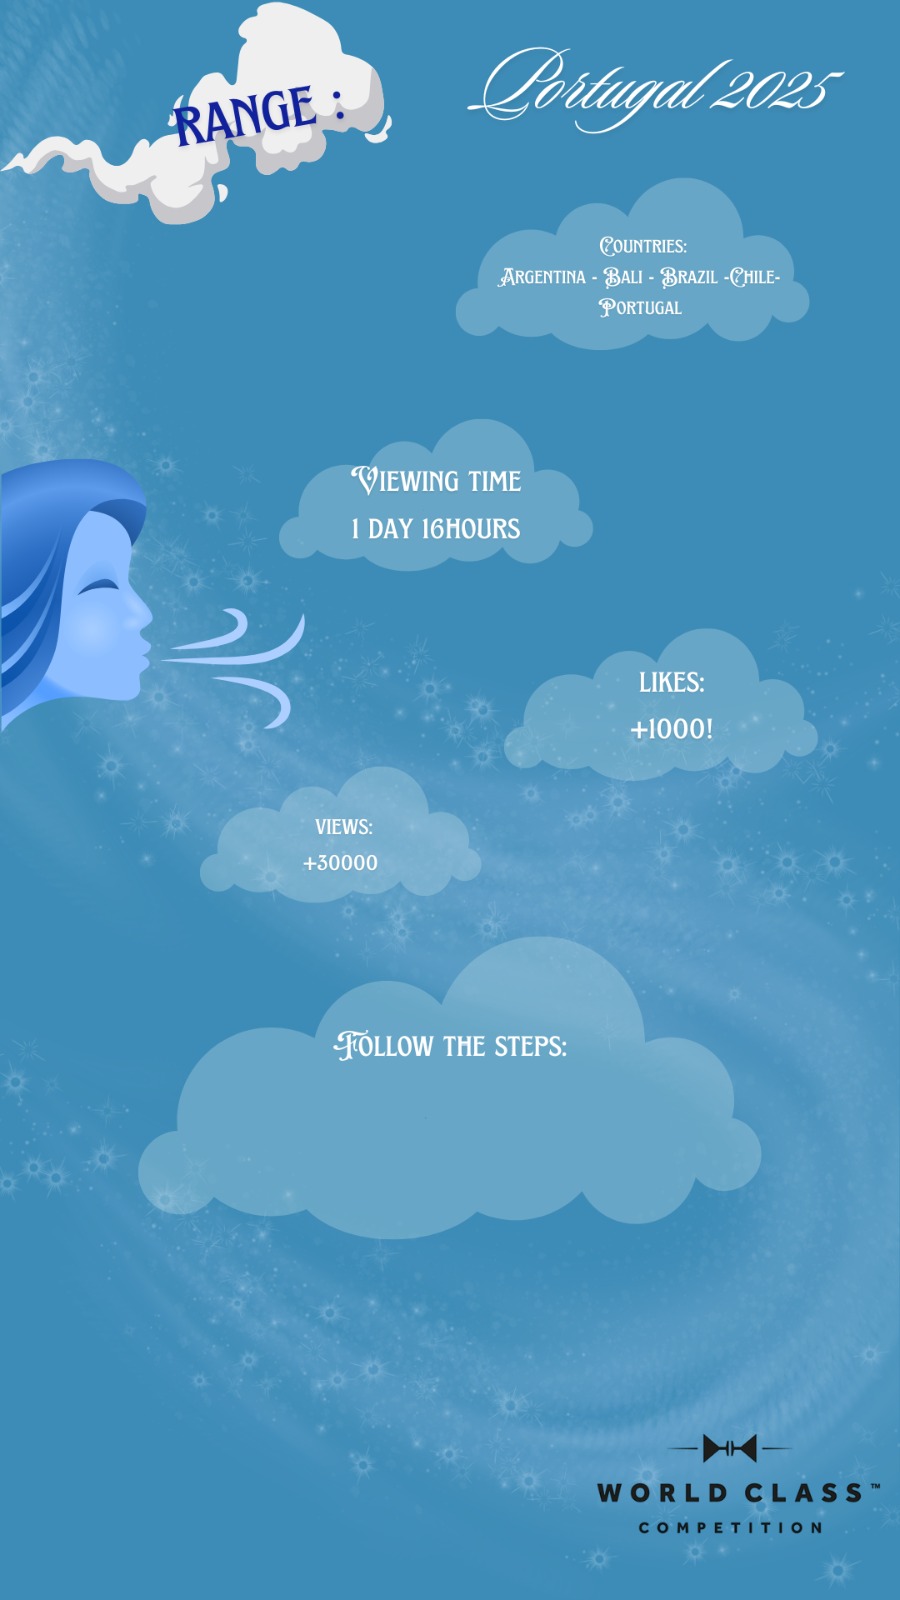 RANGE :
Portugal 2025
Countries:
Argentina - Bali - Brazil -Chile-
Portugal
Viewing time
1 day 16hours
likes:
+1000!
views:
+30000
Follow the steps:
WORLD CLASS™
COMPETITION